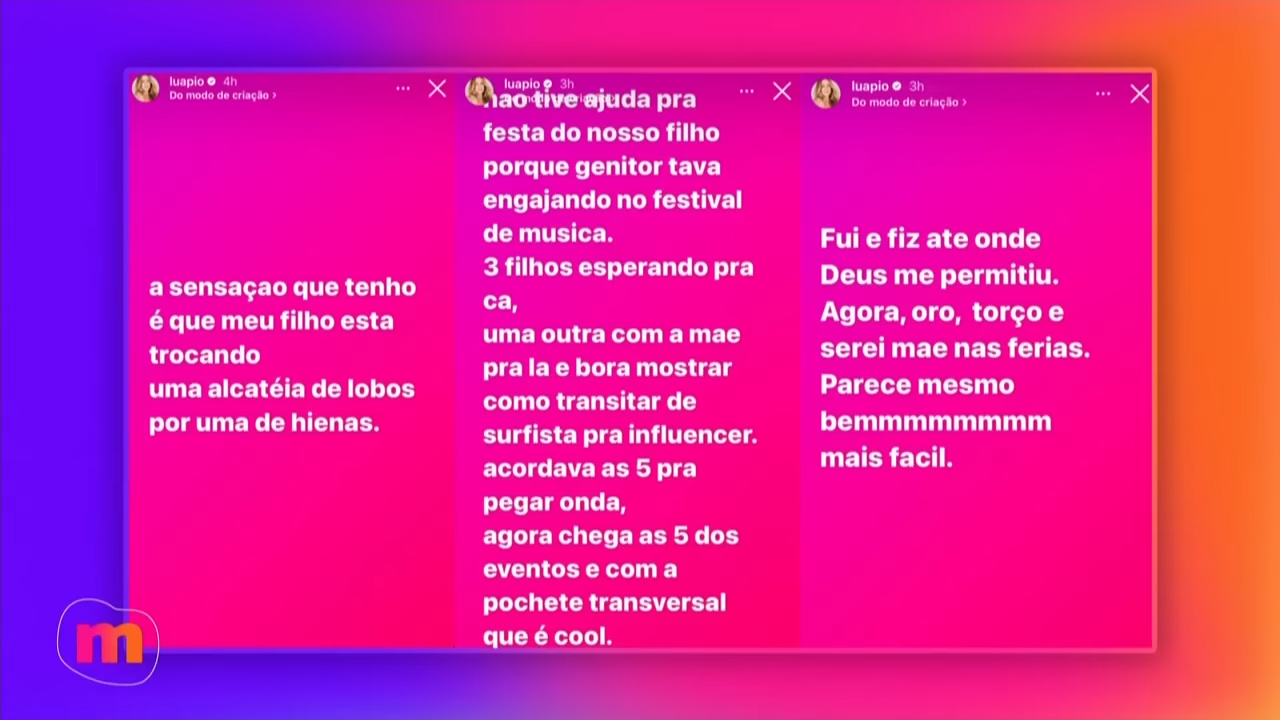 luapio 4h
Do modo de criação >
a sensaçao que tenho
é que meu filho esta
trocando
uma alcatéia de lobos
por uma de hienas.
luapio 3h
nao tive ajuda pra
festa do nosso filho
porque genitor tava
engajando no festival
de musica.
3 filhos esperando pra
ca,
uma outra com a mae
pra la e bora mostrar
como transitar de
surfista pra influencer.
acordava as 5 pra
pegar onda,
agora chega as 5 dos
eventos e com a
pochete transversal
que é cool.
luapio 3h
Do modo de criação >
Fui e fiz ate onde
Deus me permitiu.
Agora, oro, torço e
serei mae nas ferias.
Parece mesmo
bemmmmmmmm
mais facil.
m